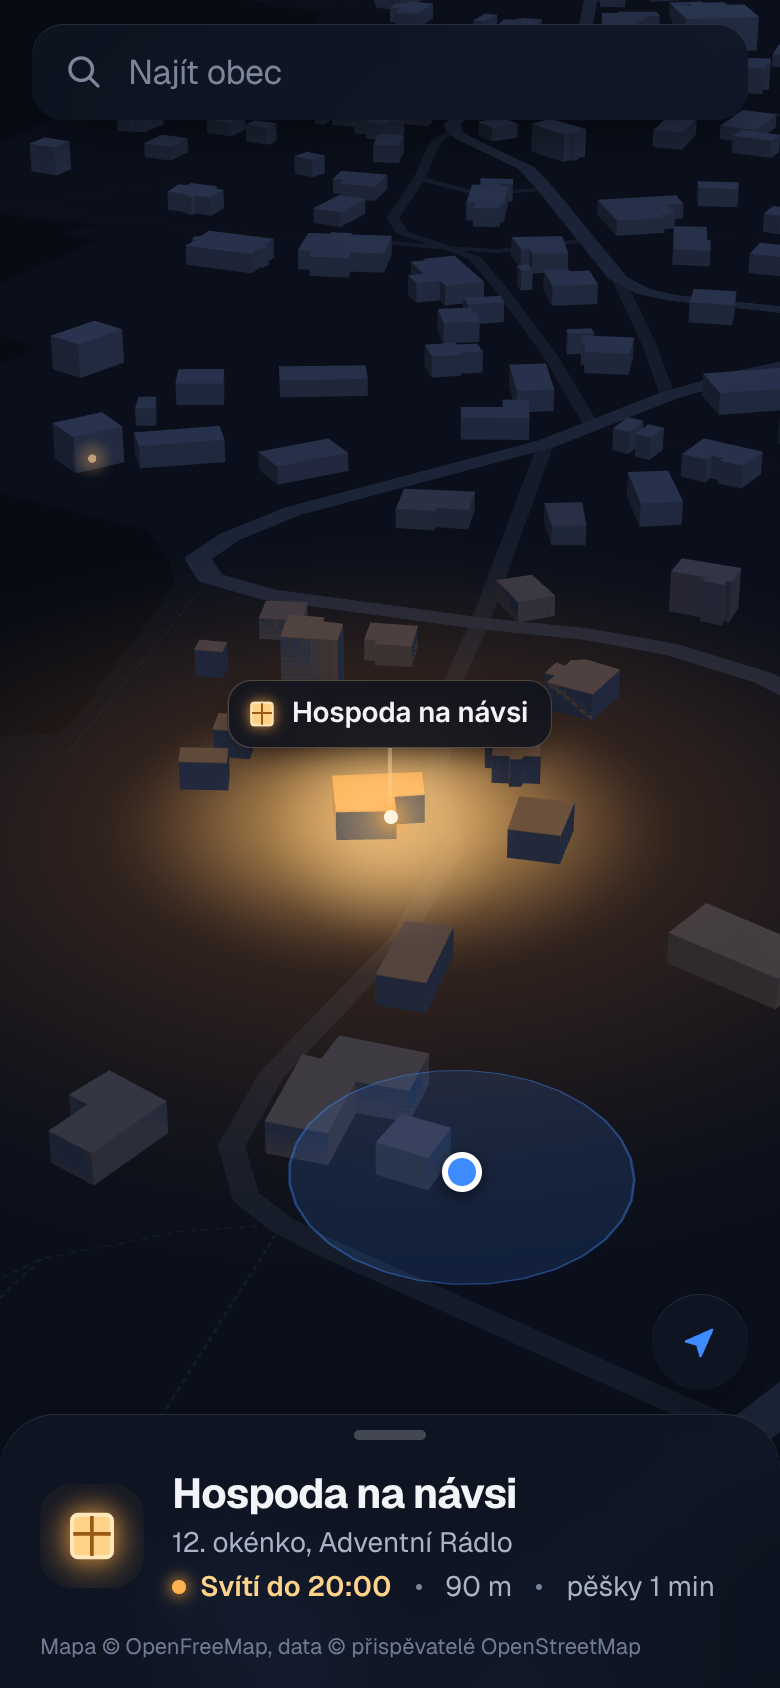 Najít obec
Hospoda na návsi
Hospoda na návsi
12. okénko, Adventní Rádlo
Svítí do 20:00 • 90 m • pěšky 1 min
Mapa © OpenFreeMap, data © přispěvatelé OpenStreetMap